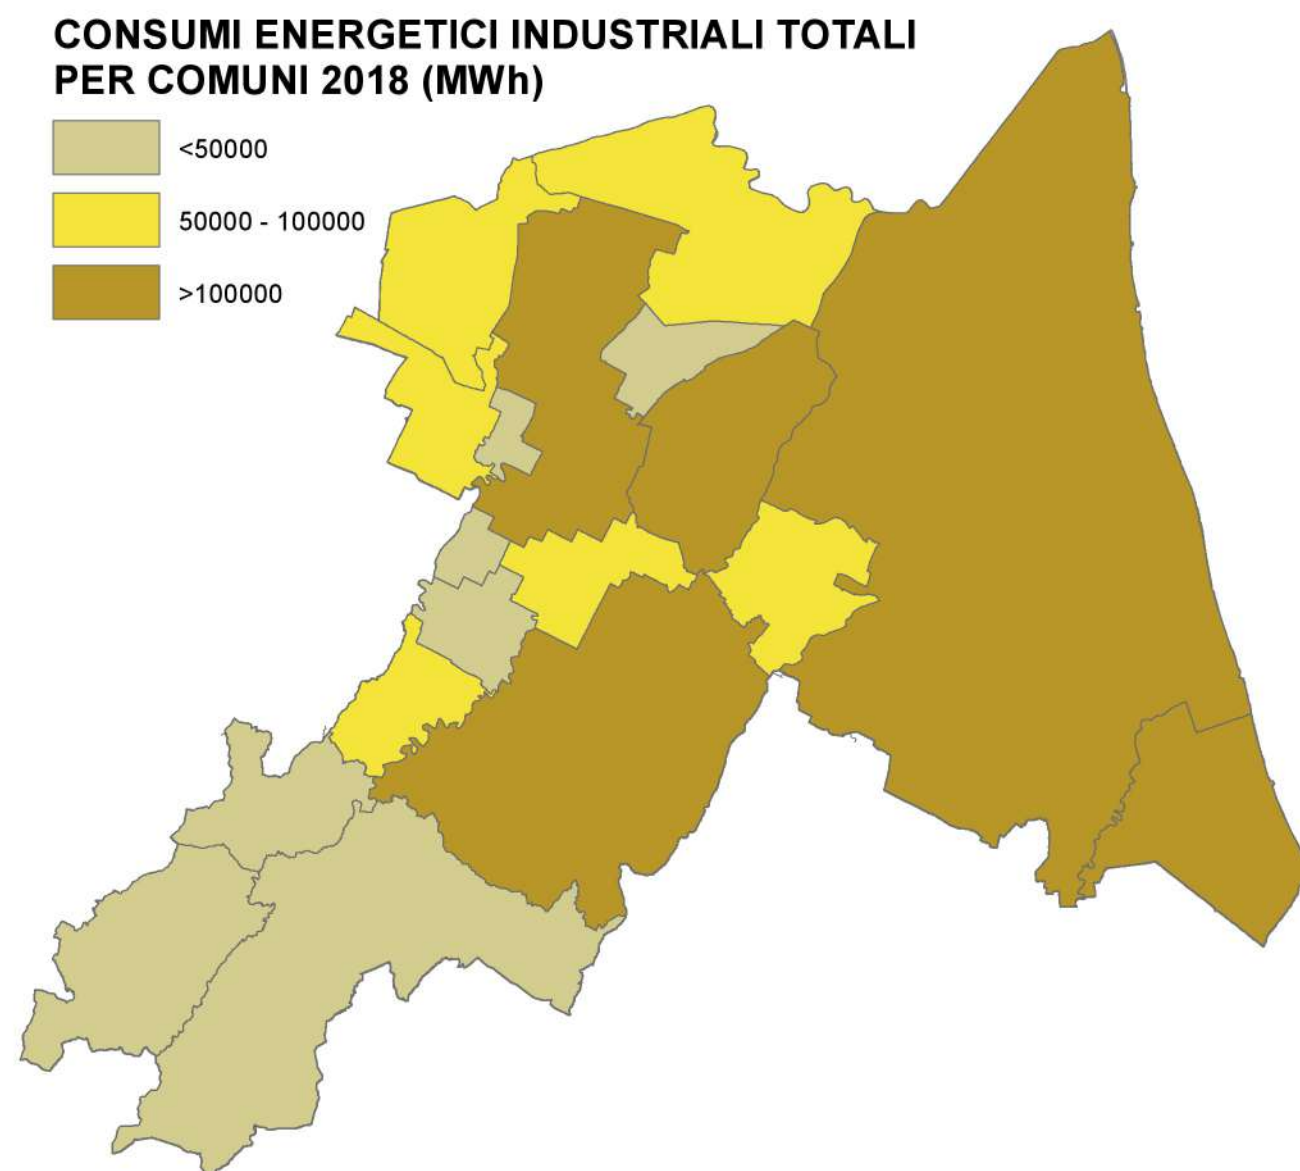 CONSUMI ENERGETICI INDUSTRIALI TOTALI
PER COMUNI 2018 (MWh)
<50000
50000 - 100000
>100000